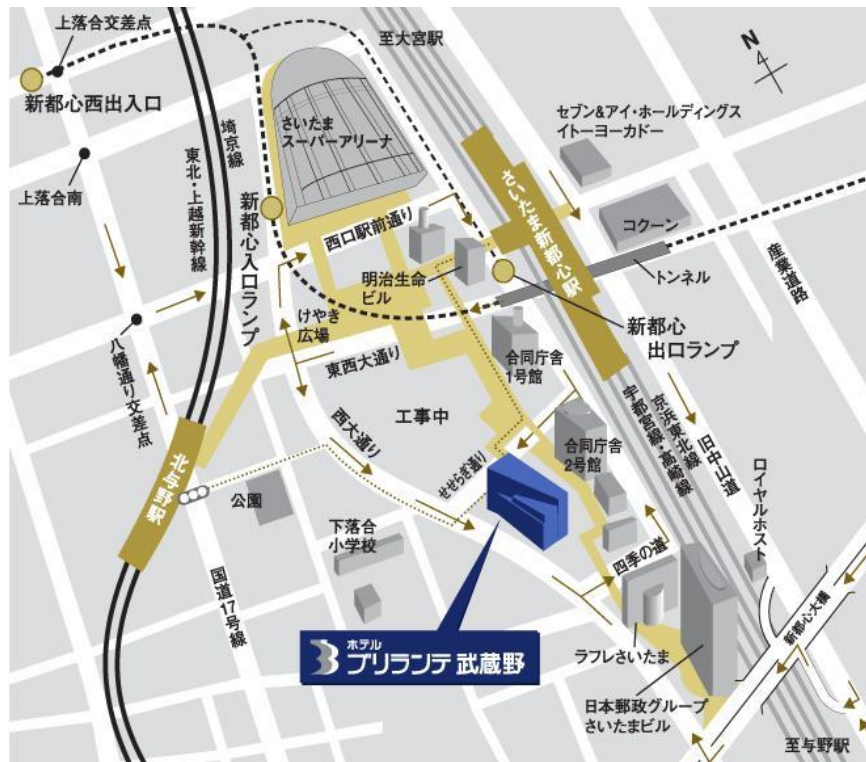 上落合交差点
至大宮駅
N
4
新都心西出入口
埼京線
東北・上越新幹線
上落合南
さいたま
スーパーアリーナ
セブン&アイ・ホールディングス
イトーヨーカドー
さいたま新都心駅
新都心入口ランプ
西口駅前通り
コクーン
明治生命
ビル
トンネル
産業道路
けやき
広場
新都心
出口ランプ
八幡通り交差点
東西大通り
合同庁舎
1号館
工事中
西大通り
京浜東北線
宇都宮線・高崎線
旧中山道
合同庁舎
2号館
せせらぎ通り
北与野駅
公園
下落合
小学校
ロイヤルホスト
四季の道
国道17号線
新都心大橋
ホテル
ブリランテ武蔵野
ラフレさいたま
日本郵政グループ
さいたまビル
至与野駅